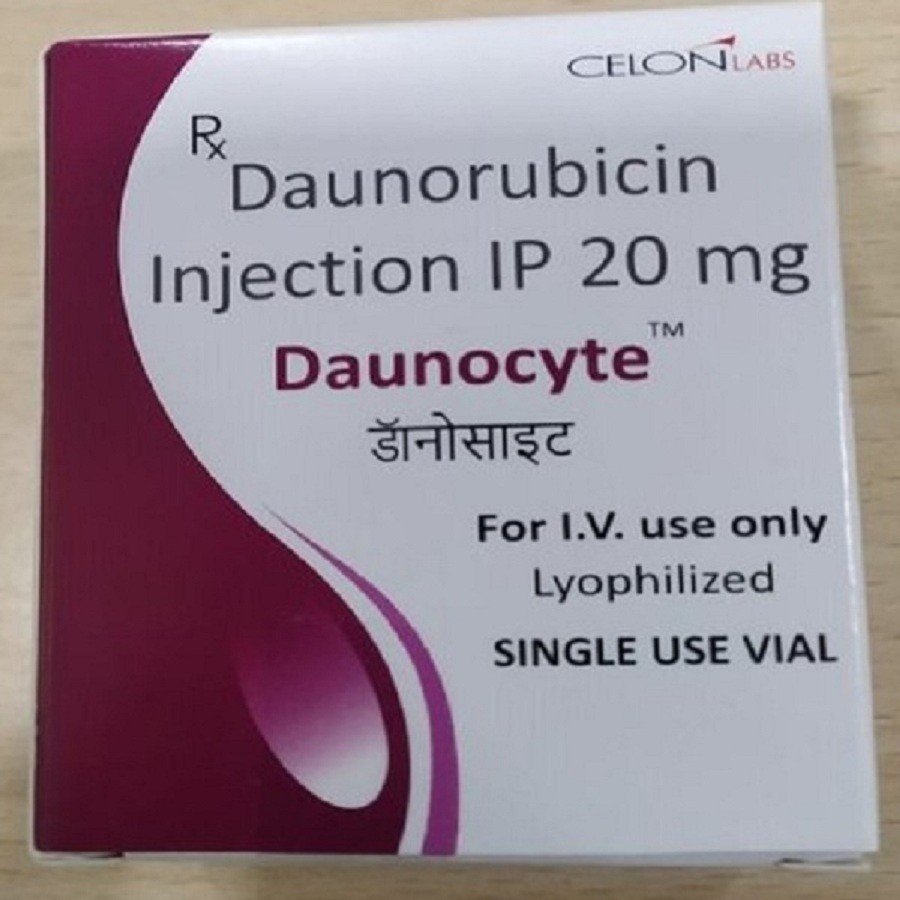 CELON LABS
Rx
Daunorubicin
Injection IP 20 mg
Daunocyte™
डॅानोसाइट
For I.V. use only
Lyophilized
SINGLE USE VIAL